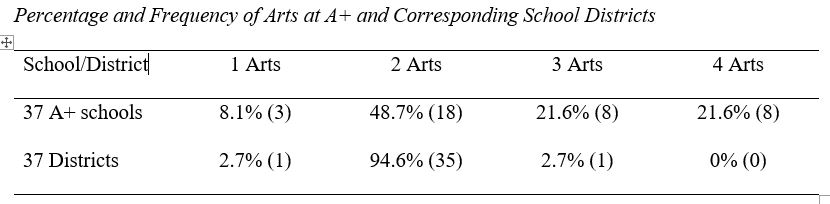 Percentage and Frequency of Arts at A+ and Corresponding School Districts
School/District 1 Arts 2 Arts 3 Arts 4 Arts
37 A+ schools 8.1% (3) 48.7% (18) 21.6% (8) 21.6% (8)
37 Districts 2.7% (1) 94.6% (35) 2.7% (1) 0% (0)